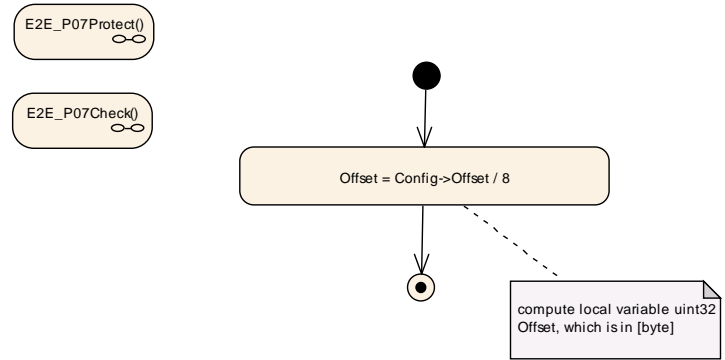 E2E_P07Protect()
E2E_P07Check()
Offset = Config->Offset / 8
compute local variable uint32
Offset, which is in [byte]